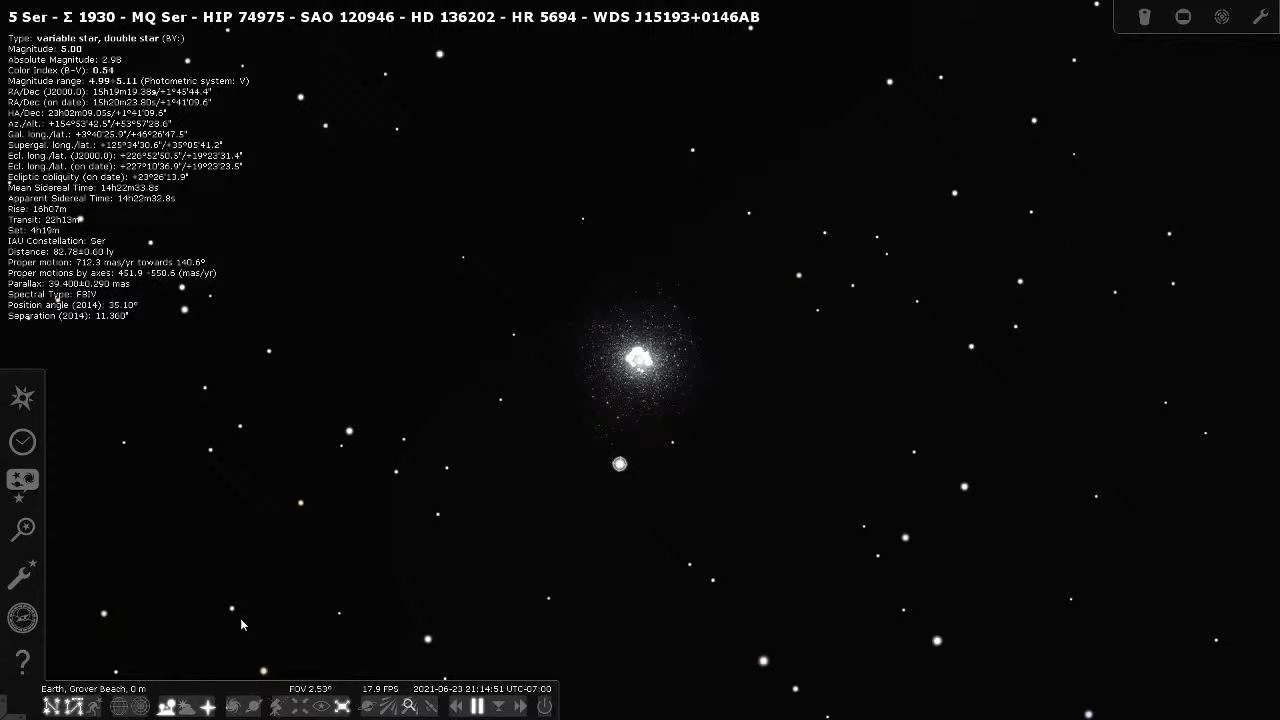 5 Ser - Σ 1930 - MQ Ser - HIP 74975 - SAO 120946 - HD 136202 - HR 5694 - WDS J15193+0146AB
Type: variable star, double star (BY:)
Magnitude: 5.00
Absolute Magnitude: 2.98
Color Index (B-V): 0.54
Magnitude range: 4.99÷5.11 (Photometric system: V)
RA/Dec (J2000.0): 15h19m19.38s/+1°45'44.4"
RA/Dec (on date): 15h20m23.80s/+1°41'09.6"
HA/Dec: 23h02m09.05s/+1°41'09.6"
Az./Alt.: +154°53'42.5"/+53°57'28.6"
Gal. long./lat.: +3°40'25.9"/+46°26'47.5"
Supergal. long./lat.: +125°34'30.6"/+35°05'41.2"
Ecl. long./lat. (J2000.0): +226°52'50.5"/+19°23'31.4"
Ecl. long./lat. (on date): +227°10'36.9"/+19°23'23.5"
Ecliptic obliquity (on date): +23°26'13.9"
Mean Sidereal Time: 14h22m33.8s
Apparent Sidereal Time: 14h22m32.8s
Rise: 16h07m
Transit: 22h13m
Set: 4h19m
IAU Constellation: Ser
Distance: 82.78±0.60 ly
Proper motion: 712.3 mas/yr towards 140.6°
Proper motions by axes: 451.9 -550.6 (mas/yr)
Parallax: 39.400±0.290 mas
Spectral Type: F8IV
Position angle (2014): 35.10°
Separation (2014): 11.360"
Earth, Grover Beach, 0 m FOV 2.53° 17.9 FPS 2021-06-23 21:14:51 UTC-07:00